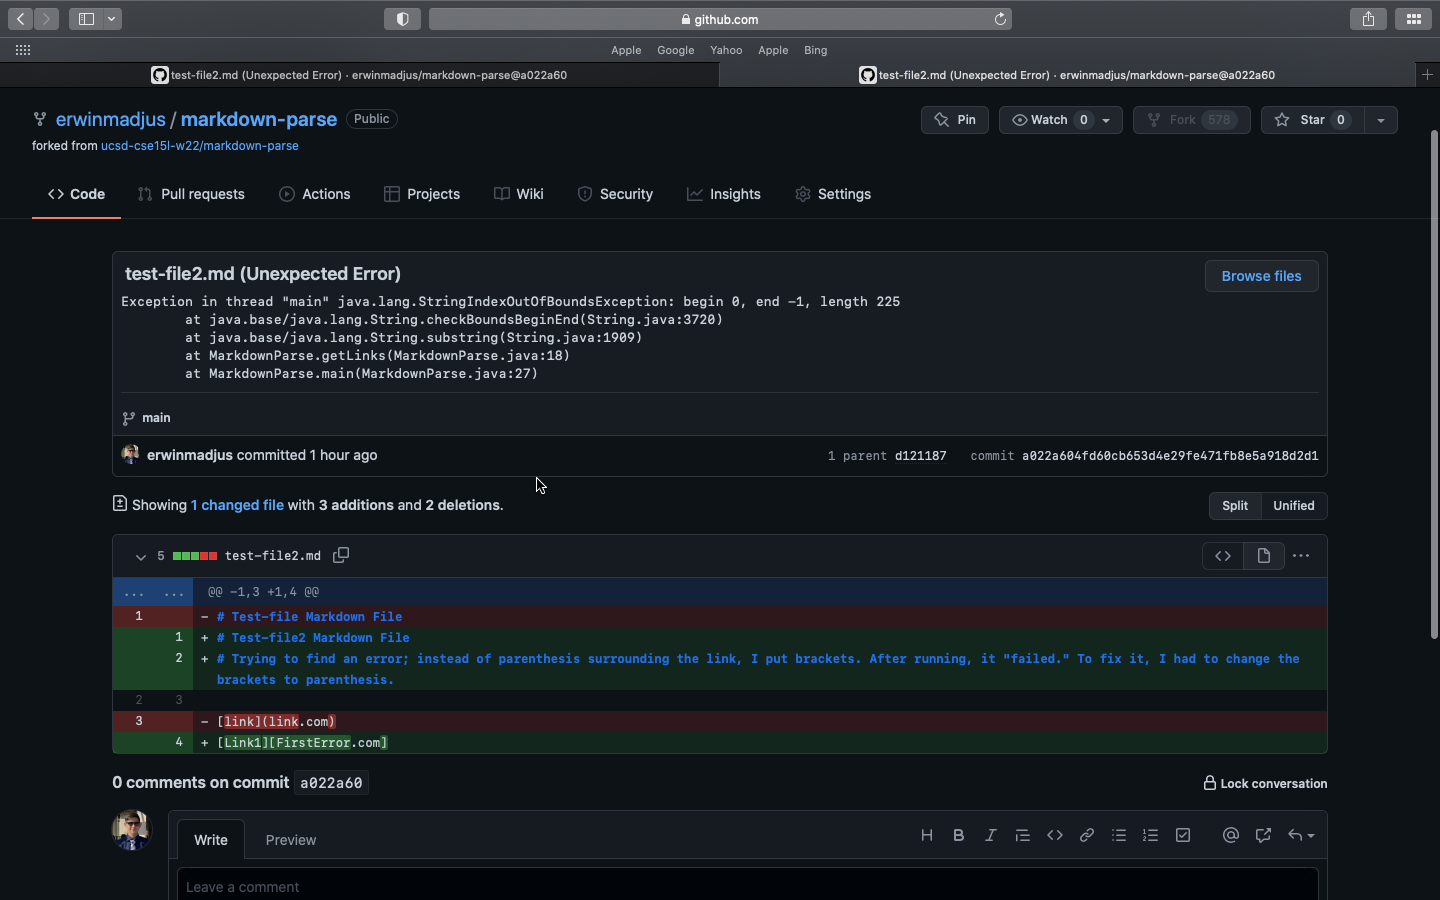 github.com
Apple Google Yahoo Apple Bing
test-file2.md (Unexpected Error) · erwinmadjus/markdown-parse@a022a60
test-file2.md (Unexpected Error) · erwinmadjus/markdown-parse@a022a60
erwinmadjus / markdown-parse Public
Pin Watch 0 Fork 578 Star 0
forked from ucsd-cse15l-w22/markdown-parse
<> Code Pull requests Actions Projects Wiki Security Insights Settings
test-file2.md (Unexpected Error)
Browse files
Exception in thread "main" java.lang.StringIndexOutOfBoundsException: begin 0, end -1, length 225
at java.base/java.lang.String.checkBoundsBeginEnd(String.java:3720)
at java.base/java.lang.String.substring(String.java:1909)
at MarkdownParse.getLinks(MarkdownParse.java:18)
at MarkdownParse.main(MarkdownParse.java:27)
main
erwinmadjus committed 1 hour ago 1 parent d121187 commit a022a604fd60cb653d4e29fe471fb8e5a918d2d1
Showing 1 changed file with 3 additions and 2 deletions.
Split Unified
5 test-file2.md
... ... @@ -1,3 +1,4 @@
1 - # Test-file Markdown File
1 + # Test-file2 Markdown File
2 + # Trying to find an error; instead of parenthesis surrounding the link, I put brackets. After running, it "failed." To fix it, I had to change the
brackets to parenthesis.
2 3
3 - [link](link.com)
4 + [Link1][FirstError.com]
0 comments on commit a022a60
Lock conversation
Write Preview
Leave a comment